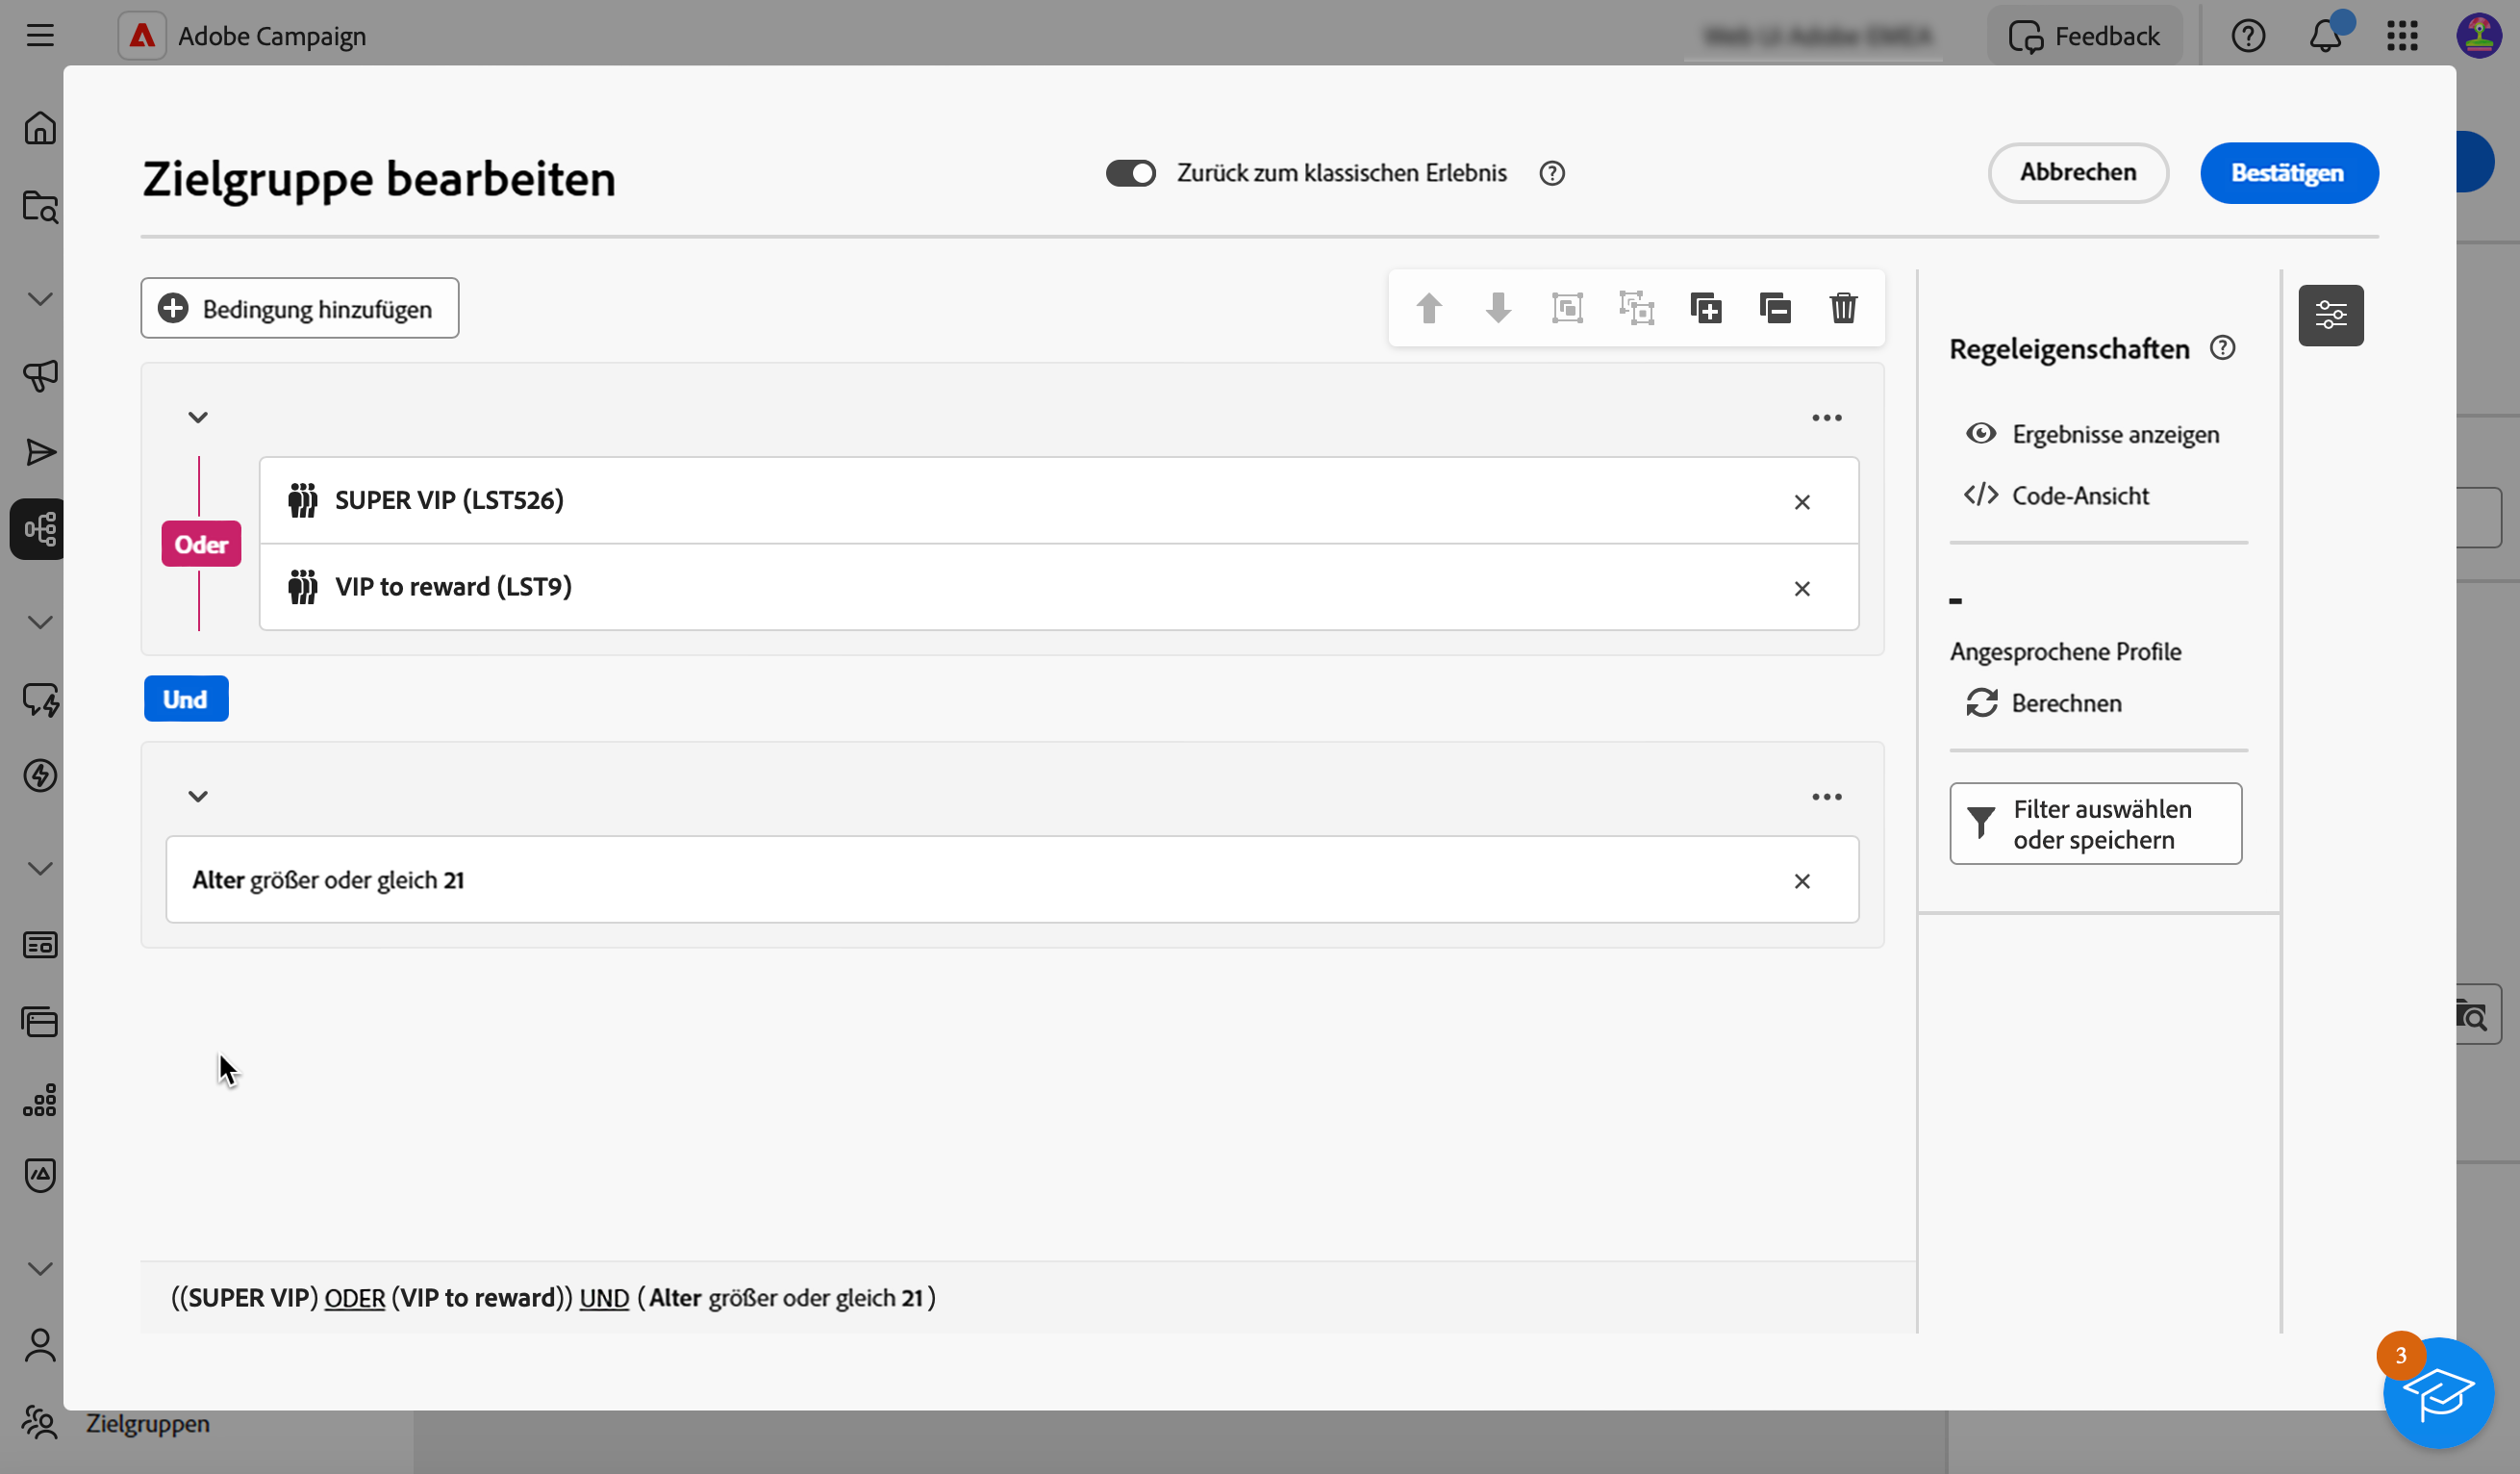 Adobe Campaign
Feedback
Zielgruppe bearbeiten
Zurück zum klassischen Erlebnis
Abbrechen
Bestätigen
Bedingung hinzufügen
SUPER VIP (LST526)
Oder
VIP to reward (LST9)
Und
Alter größer oder gleich 21
((SUPER VIP) ODER (VIP to reward)) UND ( Alter größer oder gleich 21 )
Regeleigenschaften
Ergebnisse anzeigen
Code-Ansicht
-
Angesprochene Profile
Berechnen
Filter auswählen
oder speichern
3
Zielgruppen